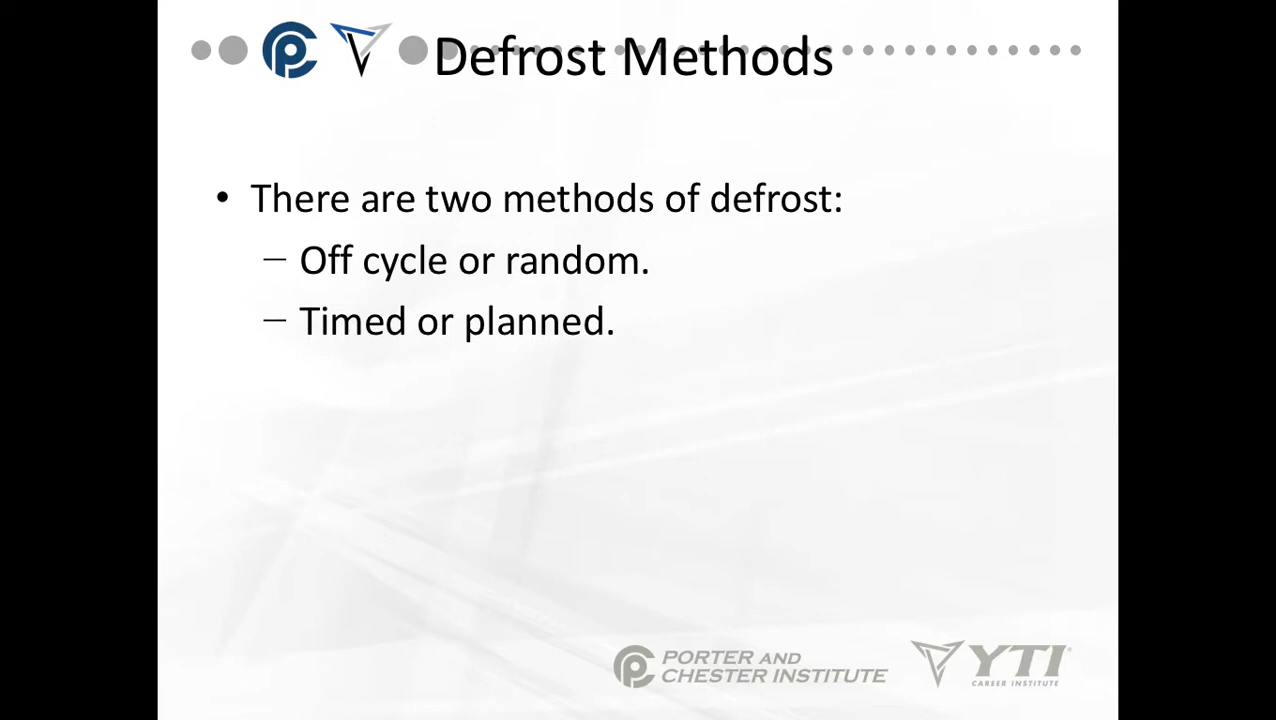 Defrost Methods
• There are two methods of defrost:
– Off cycle or random.
– Timed or planned.
PORTER AND
CHESTER INSTITUTE
YTI
CAREER INSTITUTE